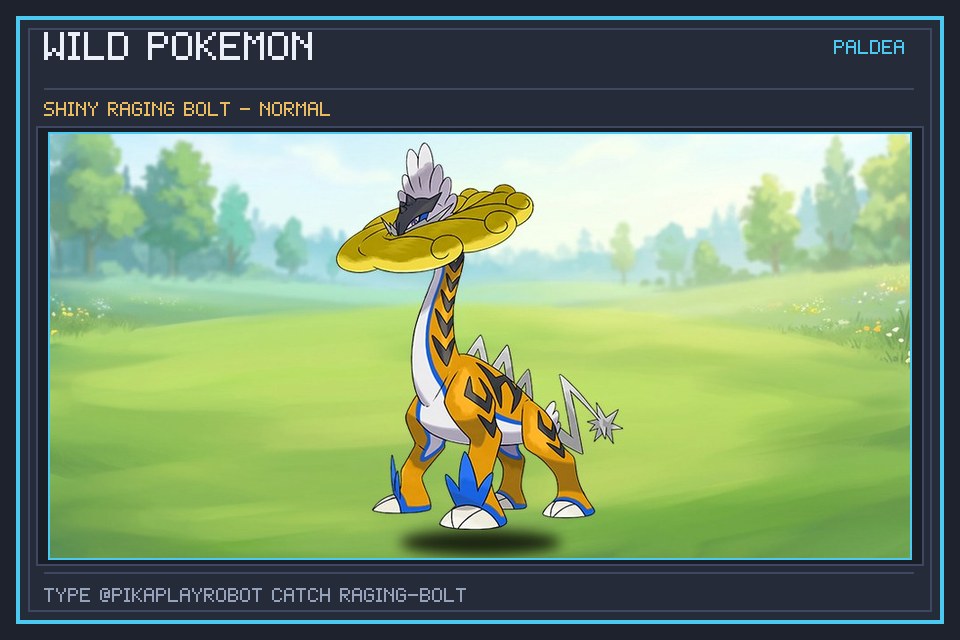 WILD POKEMON
PALDEA
SHINY RAGING BOLT - NORMAL
TYPE @PIKAPLAYROBOT CATCH RAGING-BOLT